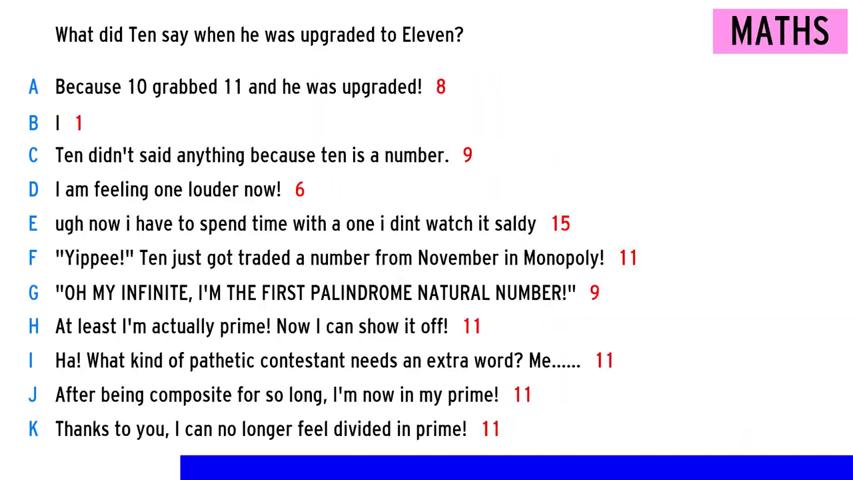 What did Ten say when he was upgraded to Eleven?
MATHS
A Because 10 grabbed 11 and he was upgraded! 8
B I 1
C Ten didn't said anything because ten is a number. 9
D I am feeling one louder now! 6
E ugh now i have to spend time with a one i dint watch it saldy 15
F "Yippee!" Ten just got traded a number from November in Monopoly! 11
G "OH MY INFINITE, I'M THE FIRST PALINDROME NATURAL NUMBER!" 9
H At least I'm actually prime! Now I can show it off! 11
I Ha! What kind of pathetic contestant needs an extra word? Me...... 11
J After being composite for so long, I'm now in my prime! 11
K Thanks to you, I can no longer feel divided in prime! 11